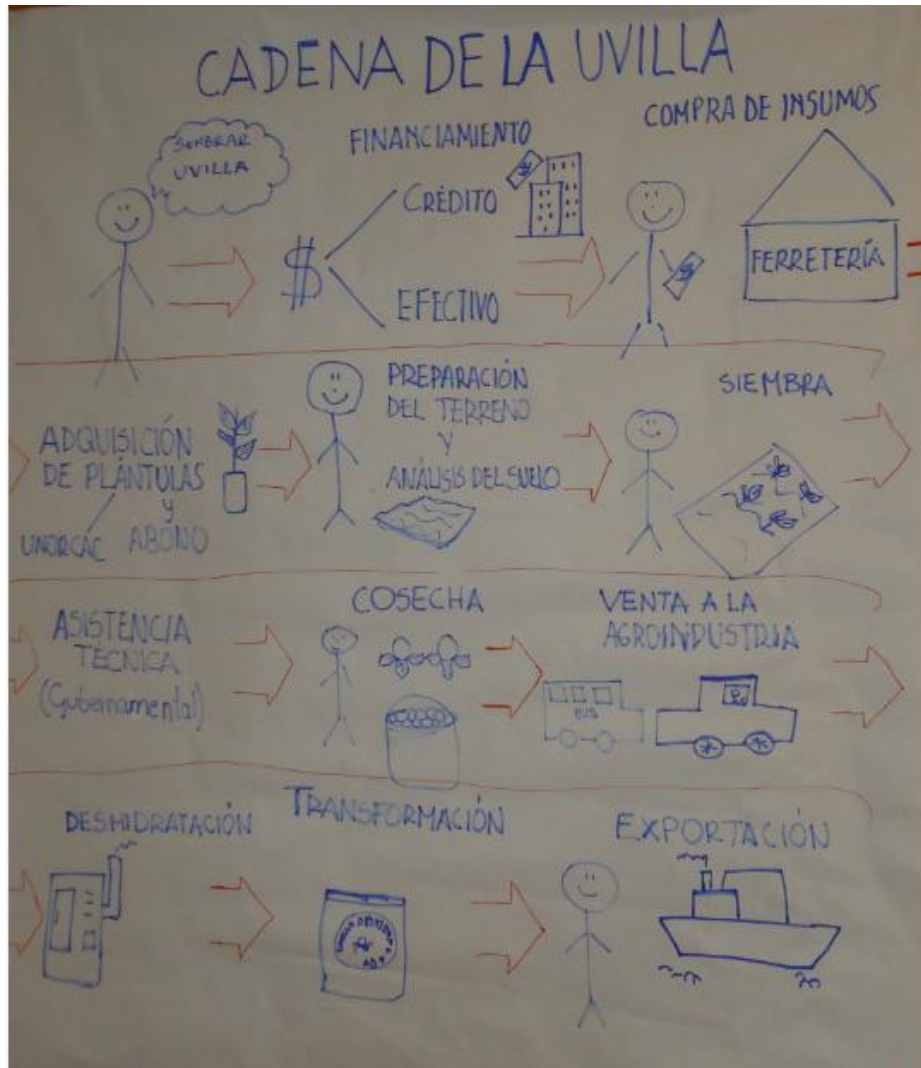 CADENA DE LA UVILLA
SEMBRAR
UVILLA
FINANCIAMIENTO
CRÉDITO
$
EFECTIVO
COMPRA DE INSUMOS
FERRETERÍA
ADQUISICIÓN
DE PLÁNTULAS
y
UNORCAC ABONO
PREPARACIÓN
DEL TERRENO
Y
ANÁLISIS DEL SUELO
SIEMBRA
ASISTENCIA
TÉCNICA
(Gubernamental)
COSECHA
VENTA A LA
AGROINDUSTRIA
BUS
DESHIDRATACIÓN
TRANSFORMACIÓN
EXPORTACIÓN